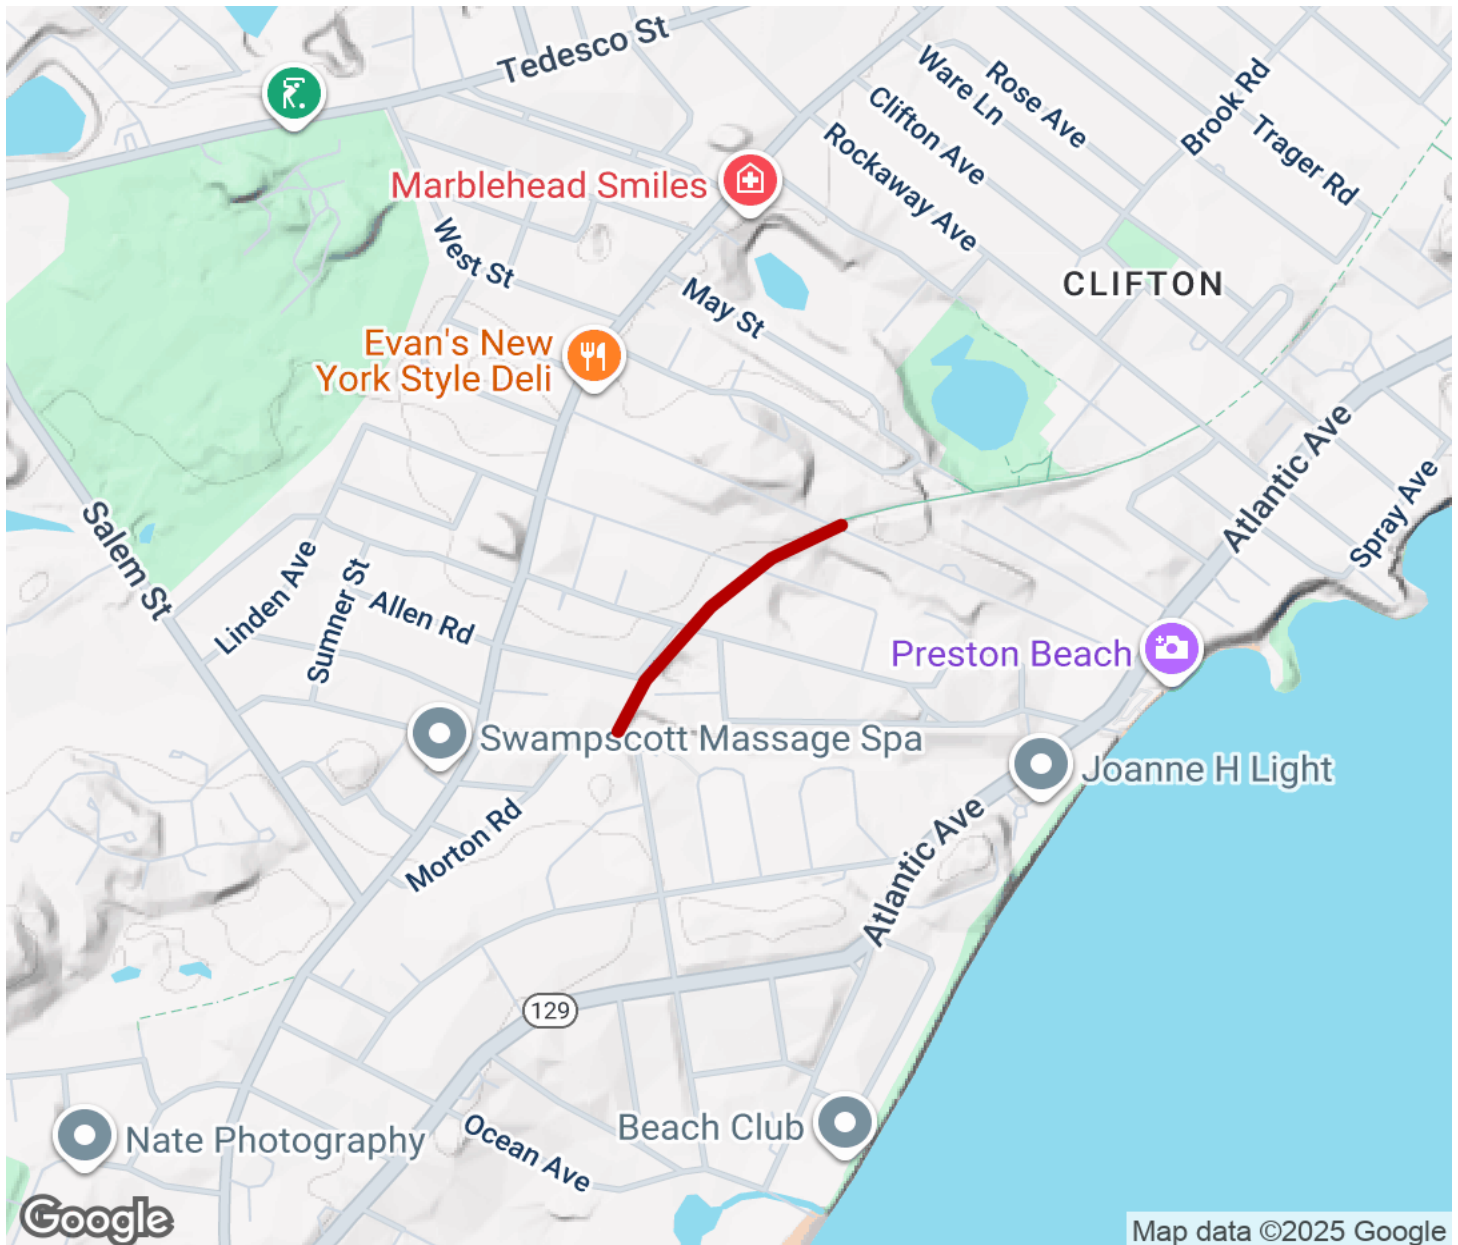 Tedesco St
Ware Ln
Rose Ave
Brook Rd
Clifton Ave
Trager Rd
Rockaway Ave
Marblehead Smiles
West St
CLIFTON
May St
Evan's New
York Style Deli
Atlantic Ave
Spray Ave
Salem St
Linden Ave
Sumner St
Allen Rd
Preston Beach
Swampscott Massage Spa
Joanne H Light
Morton Rd
Atlantic Ave
129
Beach Club
Nate Photography
Ocean Ave
Google
Map data ©2025 Google